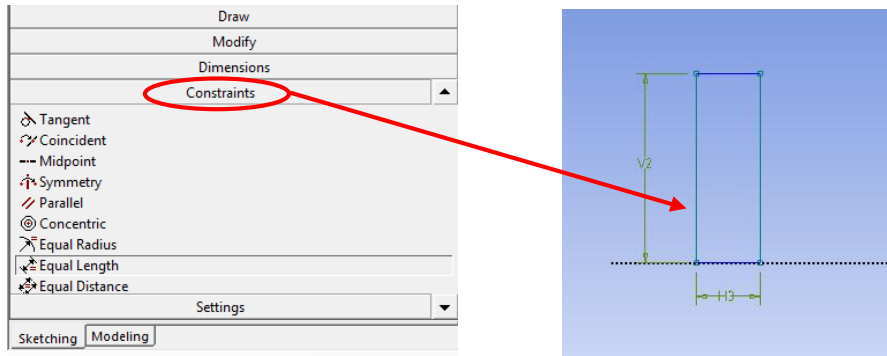 Draw
Modify
Dimensions
Constraints
Tangent
Coincident
Midpoint
Symmetry
Parallel
Concentric
Equal Radius
Equal Length
Equal Distance
Settings
Sketching Modeling
V2
H3